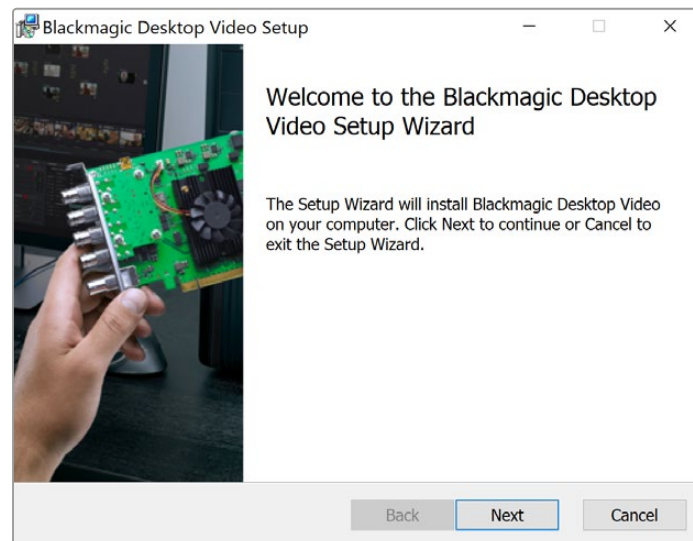 Blackmagic Desktop Video Setup
Welcome to the Blackmagic Desktop
Video Setup Wizard
The Setup Wizard will install Blackmagic Desktop Video
on your computer. Click Next to continue or Cancel to
exit the Setup Wizard.
Back
Next
Cancel